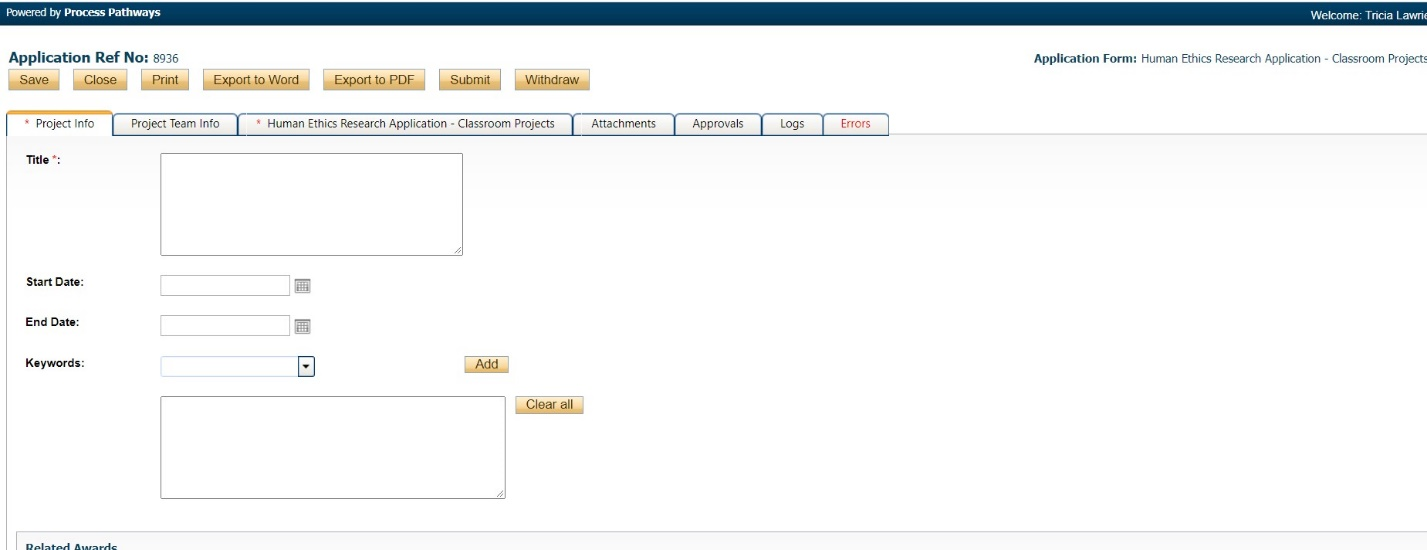 Powered by Process Pathways
Welcome: Tricia Lawrie
Application Ref No: 8936
Application Form: Human Ethics Research Application - Classroom Projects
Save Close Print Export to Word Export to PDF Submit Withdraw
* Project Info Project Team Info * Human Ethics Research Application - Classroom Projects Attachments Approvals Logs Errors
Title *:
Start Date:
End Date:
Keywords: Add
Clear all
Related Awards